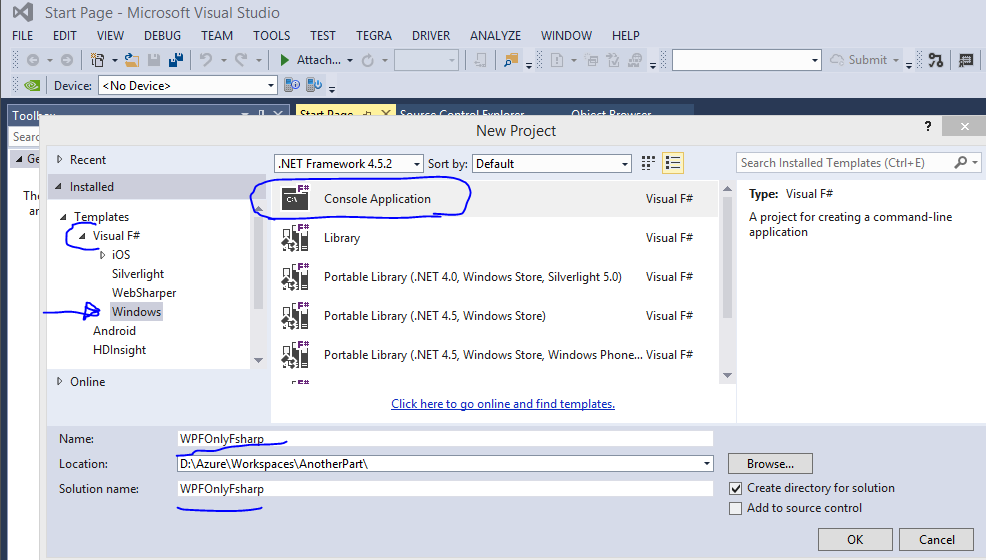 Start Page - Microsoft Visual Studio
FILE EDIT VIEW DEBUG TEAM TOOLS TEST TEGRA DRIVER ANALYZE WINDOW HELP
Attach... Submit
Device: <No Device>
Start Page Source Control Explorer Object Browser
New Project
? ×
Recent
.NET Framework 4.5.2 Sort by: Default
Search Installed Templates (Ctrl+E)
Installed
Templates
Visual F#
iOS
Silverlight
WebSharper
Windows
Android
HDInsight
Online
C:\ F# Console Application Visual F#
F# Library Visual F#
F# Portable Library (.NET 4.0, Windows Store, Silverlight 5.0) Visual F#
F# Portable Library (.NET 4.5, Windows Store) Visual F#
F# Portable Library (.NET 4.5, Windows Store, Windows Phone... Visual F#
Click here to go online and find templates.
Type: Visual F#
A project for creating a command-line
application
Name: WPFOnlyFsharp
Location: D:\Azure\Workspaces\AnotherPart\ Browse...
Solution name: WPFOnlyFsharp
Create directory for solution
Add to source control
OK Cancel